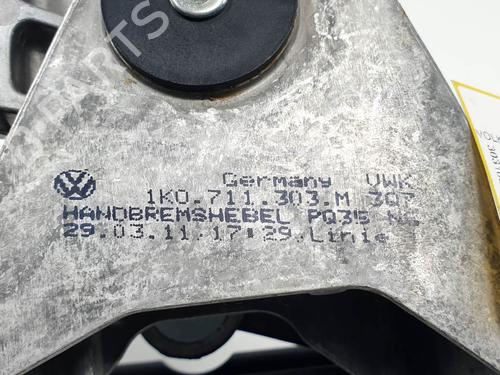 Germany VWK
1K0.711.303.M 307
HANDBREMSHEBEL PQ35
29.03.11.17:29.Linie